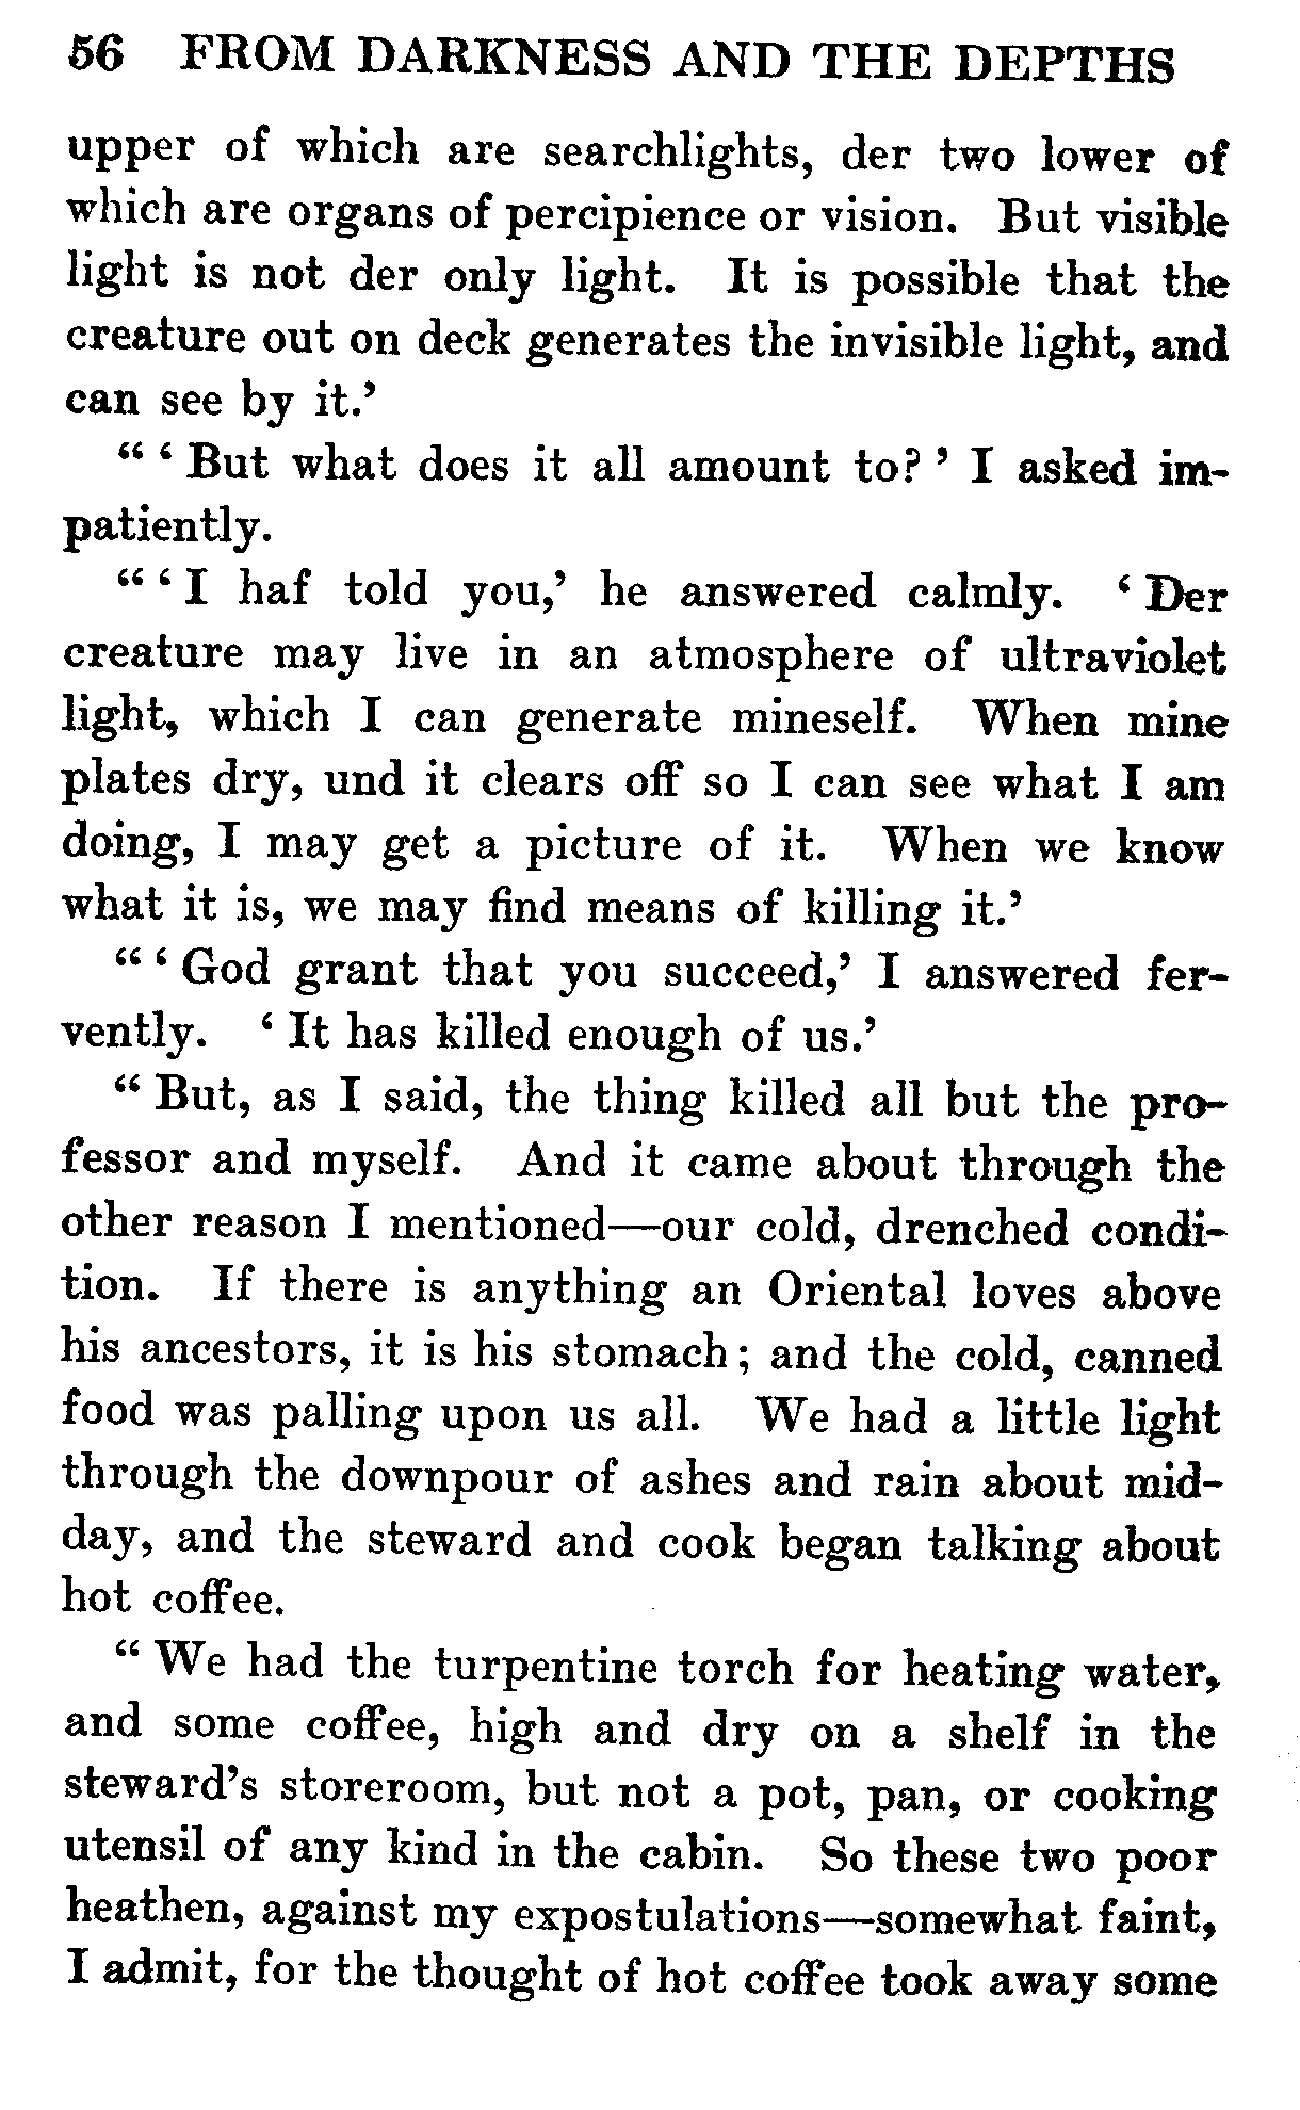 56 FROM DARKNESS AND THE DEPTHS
upper of which are searchlights, der two lower of
which are organs of percipience or vision. But visible
light is not der only light. It is possible that the
creature out on deck generates the invisible light, and
can see by it.’
“ ‘ But what does it all amount to? ’ I asked im-
patiently.
“ ‘ I haf told you,’ he answered calmly. ‘ Der
creature may live in an atmosphere of ultraviolet
light, which I can generate mineself. When mine
plates dry, und it clears off so I can see what I am
doing, I may get a picture of it. When we know
what it is, we may find means of killing it.’
“ ‘ God grant that you succeed,’ I answered fer-
vently. ‘ It has killed enough of us.’
“ But, as I said, the thing killed all but the pro-
fessor and myself. And it came about through the
other reason I mentioned—our cold, drenched condi-
tion. If there is anything an Oriental loves above
his ancestors, it is his stomach; and the cold, canned
food was palling upon us all. We had a little light
through the downpour of ashes and rain about mid-
day, and the steward and cook began talking about
hot coffee.
“ We had the turpentine torch for heating water,
and some coffee, high and dry on a shelf in the
steward’s storeroom, but not a pot, pan, or cooking
utensil of any kind in the cabin. So these two poor
heathen, against my expostulations—somewhat faint,
I admit, for the thought of hot coffee took away some